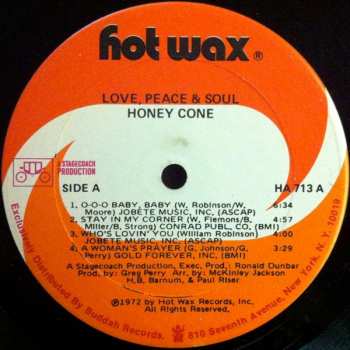 hot wax ®
LOVE, PEACE & SOUL
HONEY CONE
A STAGECOACH
PRODUCTION
SIDE A
HA 713 A
1. O-O-O BABY, BABY (W. Robinson/W. 6:34
Moore) JOBETE MUSIC, INC. (ASCAP)
2. STAY IN MY CORNER (W. Flemons/B. 4:57
Miller/B, Strong) CONRAD PUBL, CO. (BMI)
3. WHO'S LOVIN' YOU (William Robinson) 4:00
JOBETE MUSIC, INC. (ASCAP)
4. A WOMAN'S PRAYER (G. Johnson/G. 3:29
Perry) GOLD FOREVER, INC. (BMI)
A Stagecoach Production, Exec. Prod.: Ronald Dunbar
Prod. by: Greg Perry Arr. by: McKinley Jackson
H.B. Barnum, & Paul Riser
©1972 by Hot Wax Records, Inc.
All Rights Reserved.
Exclusively Distributed By Buddah Records, 810 Seventh Avenue, New York, N.Y. 10019